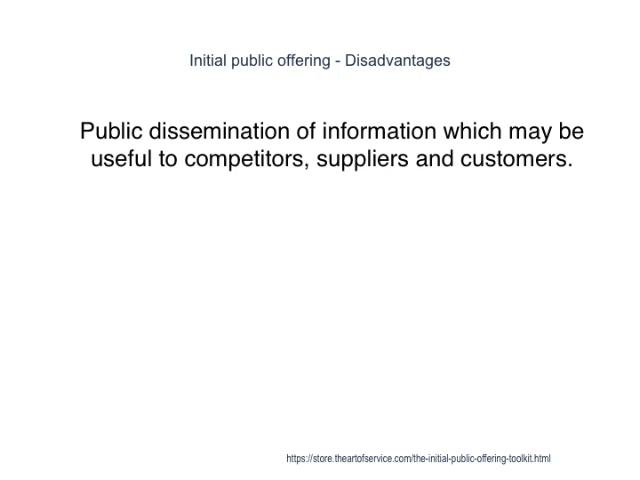 Initial public offering - Disadvantages
Public dissemination of information which may be
useful to competitors, suppliers and customers.
https://store.theartofservice.com/the-initial-public-offering-toolkit.html